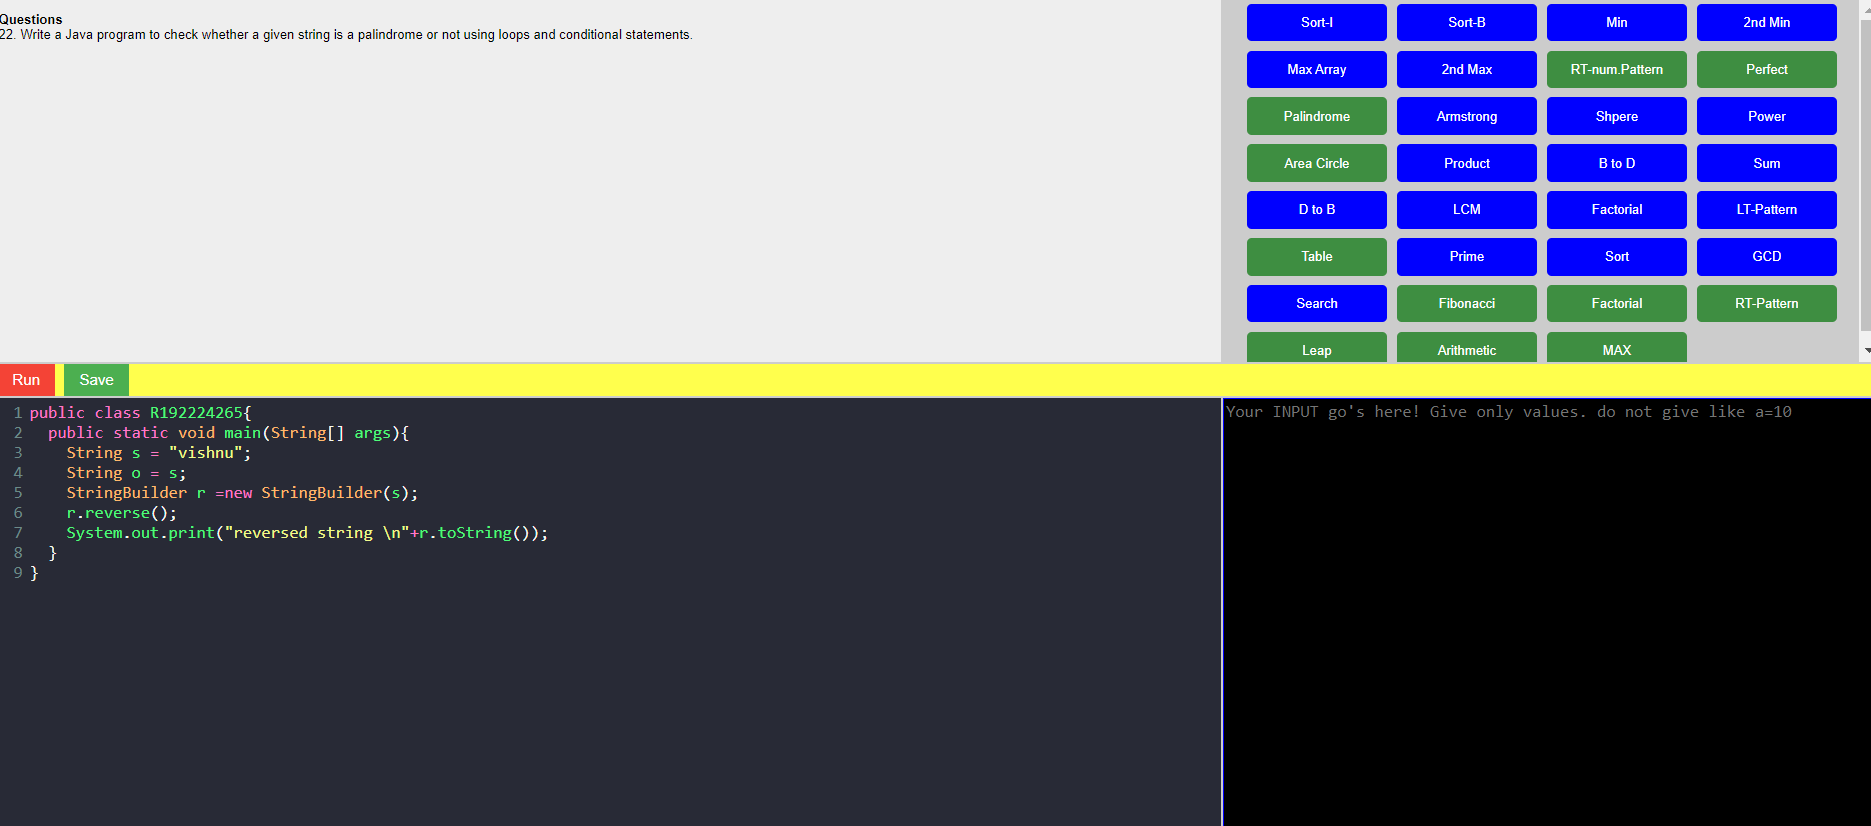 Questions
22. Write a Java program to check whether a given string is a palindrome or not using loops and conditional statements.
Sort-I Sort-B Min 2nd Min
Max Array 2nd Max RT-num.Pattern Perfect
Palindrome Armstrong Shpere Power
Area Circle Product B to D Sum
D to B LCM Factorial LT-Pattern
Table Prime Sort GCD
Search Fibonacci Factorial RT-Pattern
Leap Arithmetic MAX
Run Save
1 public class R192224265{
2   public static void main(String[] args){
3     String s = "vishnu";
4     String o = s;
5     StringBuilder r =new StringBuilder(s);
6     r.reverse();
7     System.out.print("reversed string \n"+r.toString());
8   }
9 }
Your INPUT go's here! Give only values. do not give like a=10